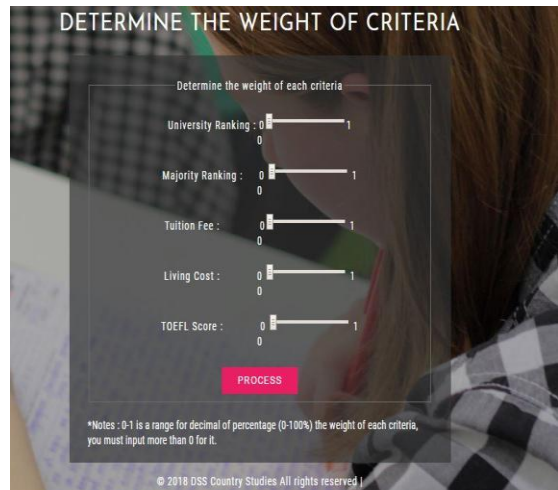 DETERMINE THE WEIGHT OF CRITERIA
Determine the weight of each criteria
University Ranking : 0 1
0
Majority Ranking : 0 1
0
Tuition Fee : 0 1
0
Living Cost : 0 1
0
TOEFL Score : 0 1
0
PROCESS
*Notes : 0-1 is a range for decimal of percentage (0-100%) the weight of each criteria,
you must input more than 0 for it.
© 2018 DSS Country Studies All rights reserved |